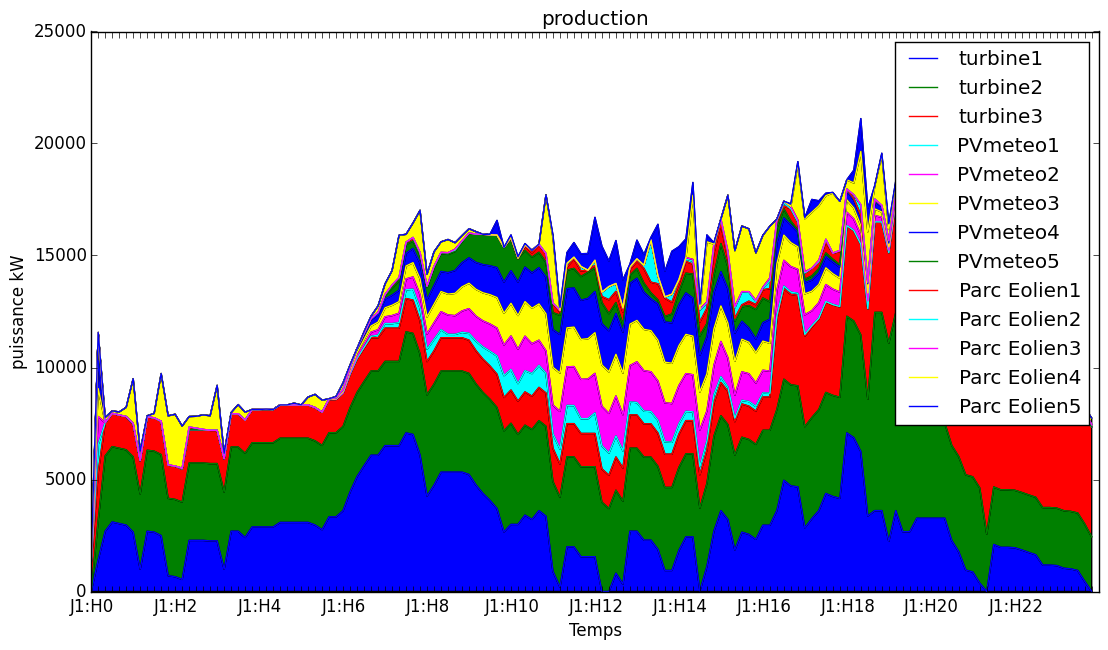 production
25000
20000
15000
10000
5000
0
puissance kW
J1:H0 J1:H2 J1:H4 J1:H6 J1:H8 J1:H10 J1:H12 J1:H14 J1:H16 J1:H18 J1:H20 J1:H22
Temps
turbine1
turbine2
turbine3
PVmeteo1
PVmeteo2
PVmeteo3
PVmeteo4
PVmeteo5
Parc Eolien1
Parc Eolien2
Parc Eolien3
Parc Eolien4
Parc Eolien5